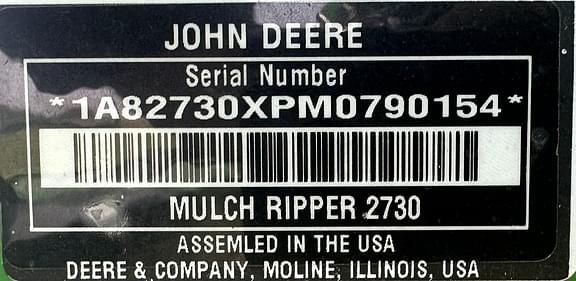 JOHN DEERE
Serial Number
*1A82730XPM0790154*
MULCH RIPPER 2730
ASSEMLED IN THE USA
DEERE & COMPANY, MOLINE, ILLINOIS, USA